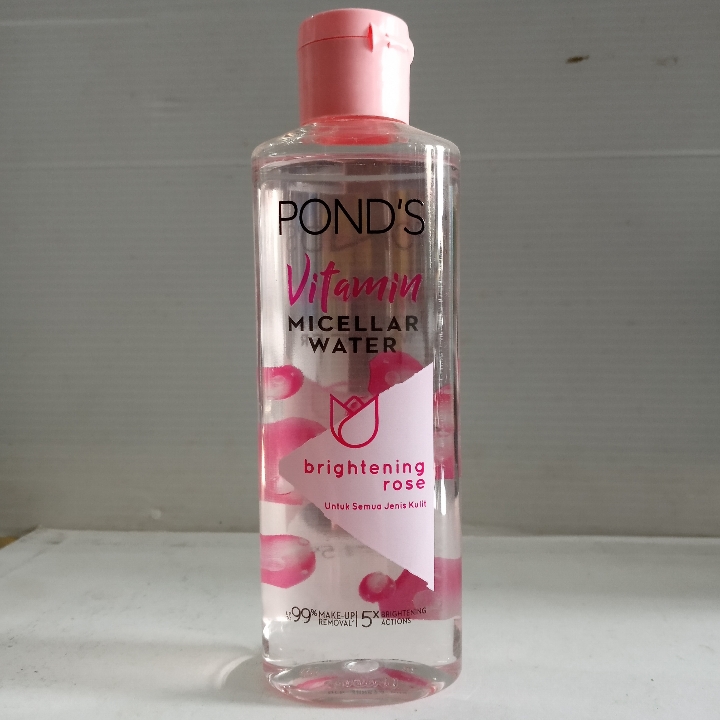 POND'S
Vitamin
MICELLAR
WATER
brightening
rose
Untuk Semua Jenis Kulit
99% MAKE-UP
REMOVAL
5X BRIGHTENING
ACTIONS